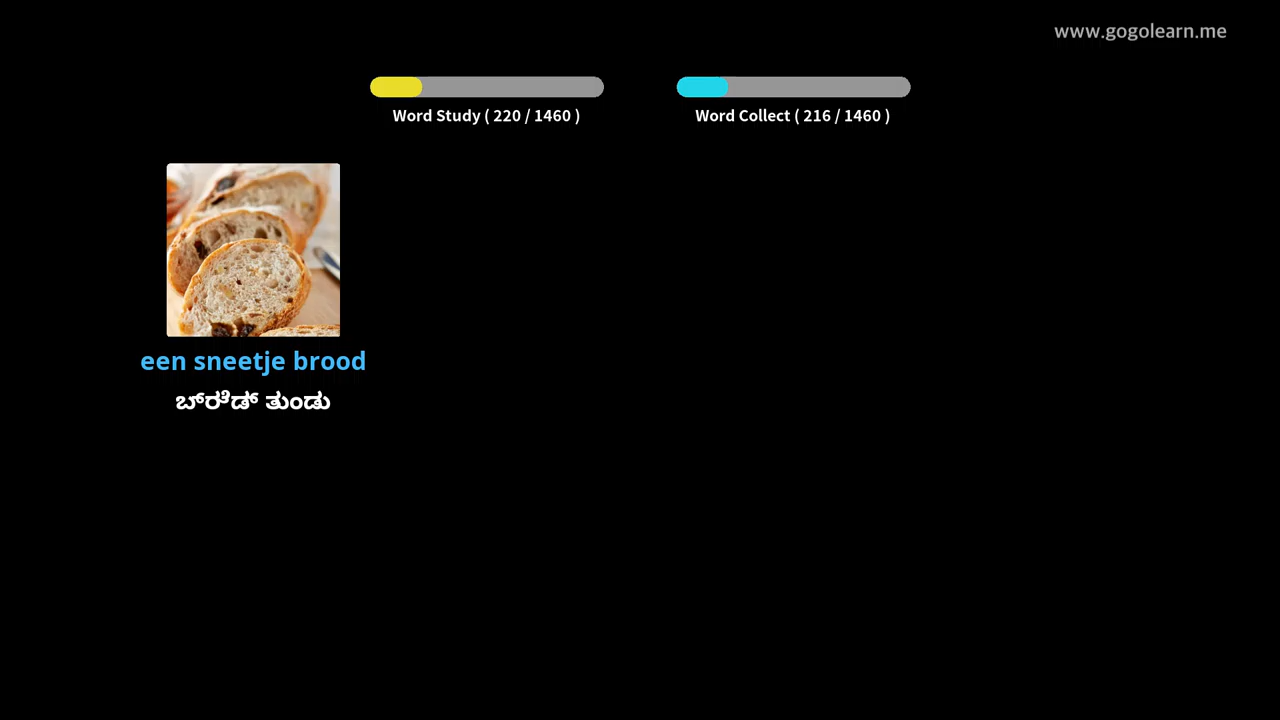 www.gogolearn.me
Word Study ( 220 / 1460 )
Word Collect ( 216 / 1460 )
een sneetje brood
ಬ್ರೆಡ್ ತುಂಡು